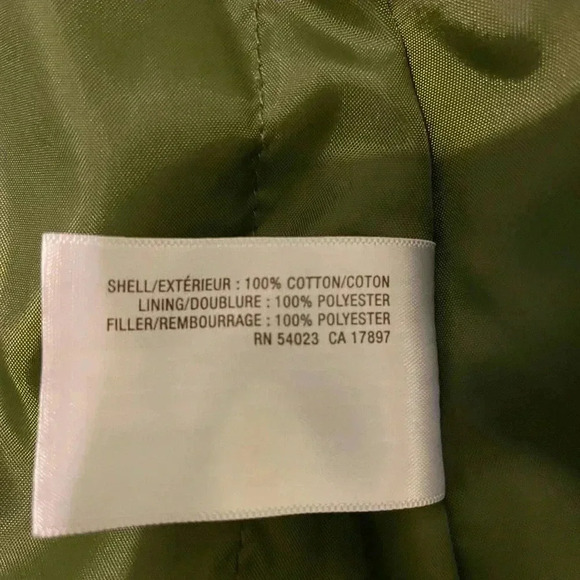 SHELL/EXTÉRIEUR : 100% COTTON/COTON
LINING/DOUBLURE : 100% POLYESTER
FILLER/REMBOURRAGE : 100% POLYESTER
RN 54023 CA 17897